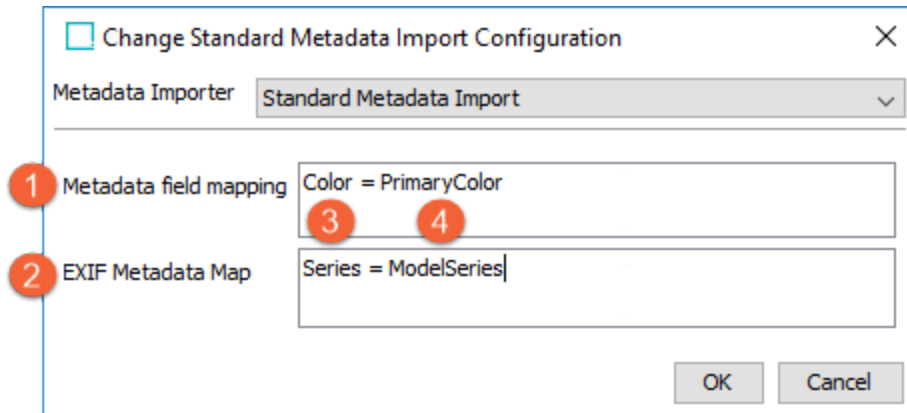 Change Standard Metadata Import Configuration
Metadata Importer Standard Metadata Import
1 Metadata field mapping Color = PrimaryColor
3 4
2 EXIF Metadata Map Series = ModelSeries
OK Cancel